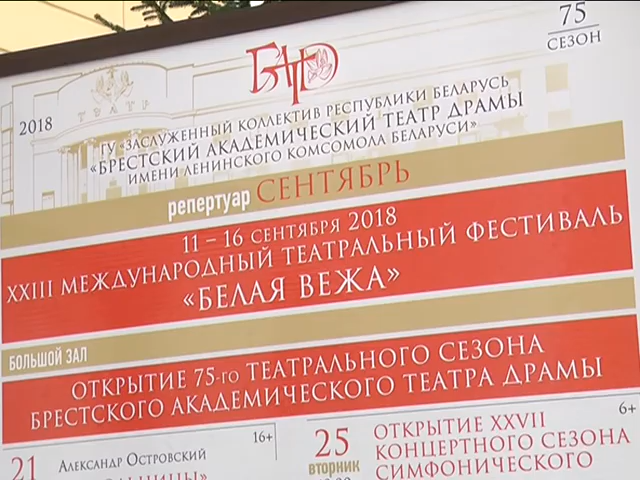 75
СЕЗОН
БАТД
ТЕАТР
2018
ГУ «ЗАСЛУЖЕННЫЙ КОЛЛЕКТИВ РЕСПУБЛИКИ БЕЛАРУСЬ
«БРЕСТСКИЙ АКАДЕМИЧЕСКИЙ ТЕАТР ДРАМЫ
ИМЕНИ ЛЕНИНСКОГО КОМСОМОЛА БЕЛАРУСИ»
репертуар СЕНТЯБРЬ
11 – 16 СЕНТЯБРЯ 2018
XXIII МЕЖДУНАРОДНЫЙ ТЕАТРАЛЬНЫЙ ФЕСТИВАЛЬ
«БЕЛАЯ ВЕЖА»
БОЛЬШОЙ ЗАЛ
ОТКРЫТИЕ 75-ГО ТЕАТРАЛЬНОГО СЕЗОНА
БРЕСТСКОГО АКАДЕМИЧЕСКОГО ТЕАТРА ДРАМЫ
16+
21 АЛЕКСАНДР ОСТРОВСКИЙ
6+
25 ОТКРЫТИЕ XXVII
КОНЦЕРТНОГО СЕЗОНА
вторник СИМФОНИЧЕСКОГО